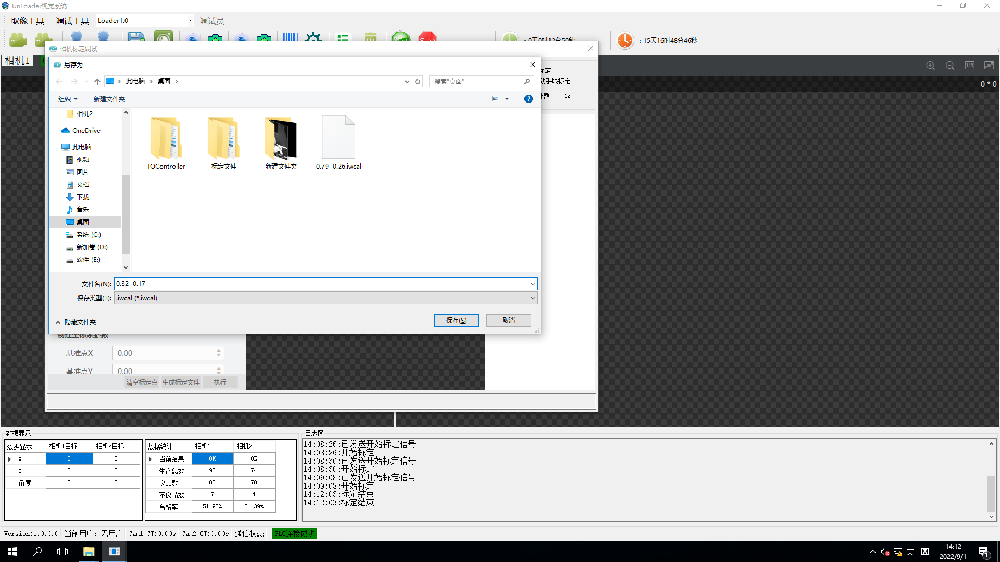 UnLoader视觉系统
取像工具 调试工具 Loader1.0 调试员
Start Stop : 0天0时12分50秒 : 15天16时48分46秒
相机标定调试
相机1
另存为
此电脑 桌面 搜索"桌面"
组织 新建文件夹
标定
动手眼标定
计数 12
0 * 0
相机2
OneDrive
此电脑
视频
图片
文档
下载
音乐
桌面
系统 (C:)
新加卷 (D:)
软件 (E:)
IOController 标定文件 新建文件夹 0.79 0.26.iwcal
文件名(N): 0.32 0.17
保存类型(T): .iwcal (*.iwcal)
隐藏文件夹 保存(S) 取消
物理坐标系参数
基准点X 0.00
基准点Y 0.00
清空标定点 生成标定文件 执行
数据显示
数据显示 相机1目标 相机2目标
X 0 0
Y 0 0
角度 0 0
数据统计 相机1 相机2
当前结果 OK OK
生产总数 92 74
良品数 85 70
不良品数 7 4
合格率 51.98% 51.39%
日志区
14:08:26:已发送开始标定信号
14:08:26:开始标定
14:08:30:已发送开始标定信号
14:08:30:开始标定
14:09:08:已发送开始标定信号
14:09:08:开始标定
14:12:03:标定结束
14:12:03:标定结束
Version:1.0.0.0 当前用户：无用户 Cam1_CT:0.00s Cam2_CT:0.00s 通信状态 PLC连接成功
英 M 14:12
2022/9/1
1